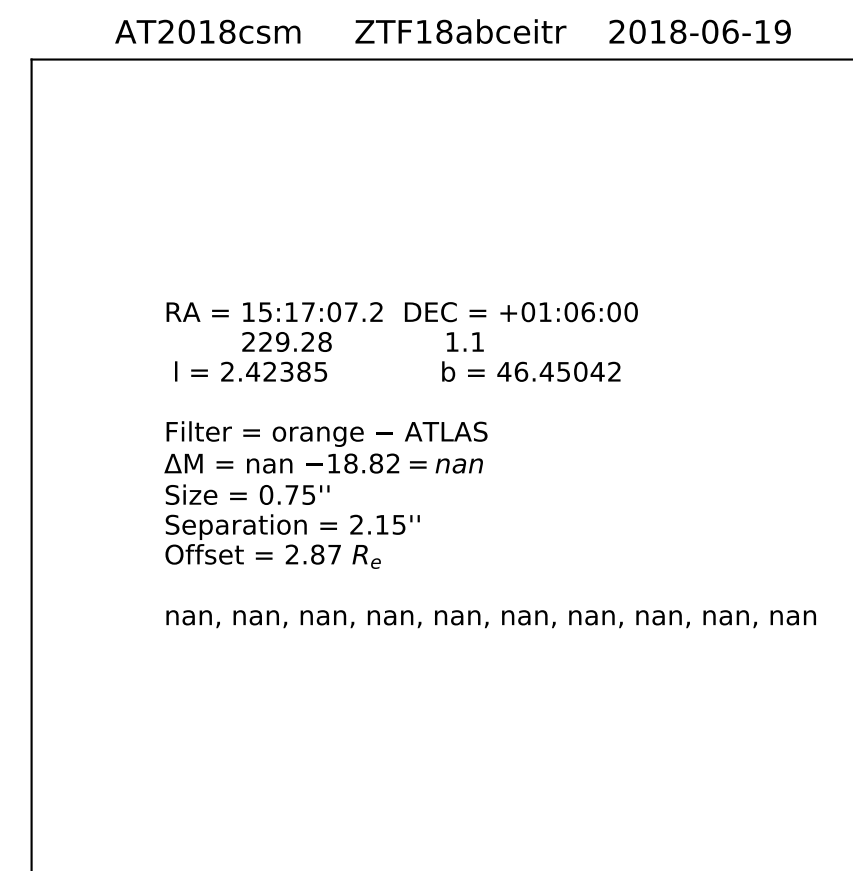 AT2018csm ZTF18abceitr 2018-06-19
RA = 15:17:07.2 DEC = +01:06:00
229.28 1.1
l = 2.42385 b = 46.45042
Filter = orange − ATLAS
ΔM = nan −18.82 = nan
Size = 0.75''
Separation = 2.15''
Offset = 2.87 Re
nan, nan, nan, nan, nan, nan, nan, nan, nan, nan